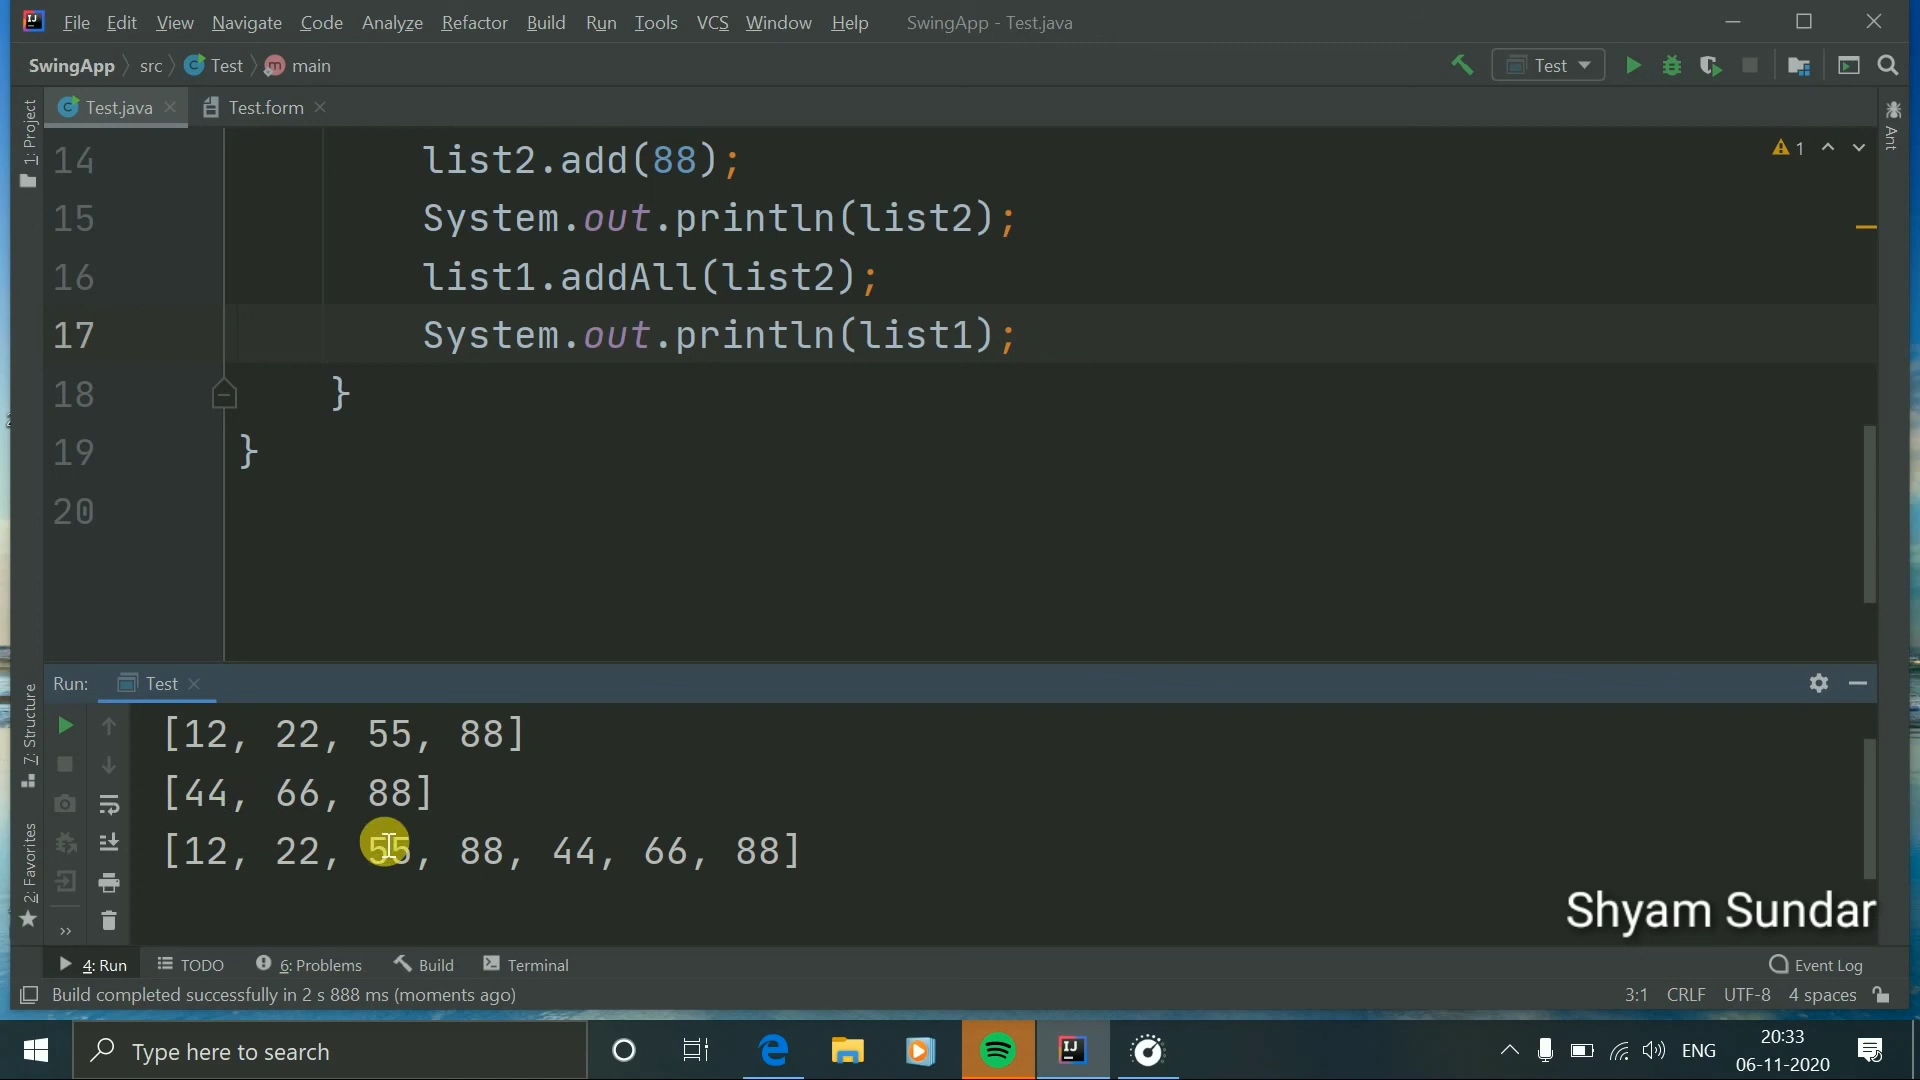 File Edit View Navigate Code Analyze Refactor Build Run Tools VCS Window Help SwingApp - Test.java
SwingApp src Test main Test
Test.java Test.form
1: Project
Ant
14 list2.add(88); 1
15 System.out.println(list2);
16 list1.addAll(list2);
17 System.out.println(list1);
18 }
19 }
20
7: Structure
2: Favorites
Run: Test
[12, 22, 55, 88]
[44, 66, 88]
[12, 22, 55, 88, 44, 66, 88]
Shyam Sundar
4: Run TODO 6: Problems Build Terminal Event Log
Build completed successfully in 2 s 888 ms (moments ago) 3:1 CRLF UTF-8 4 spaces
Type here to search ENG 20:33
06-11-2020